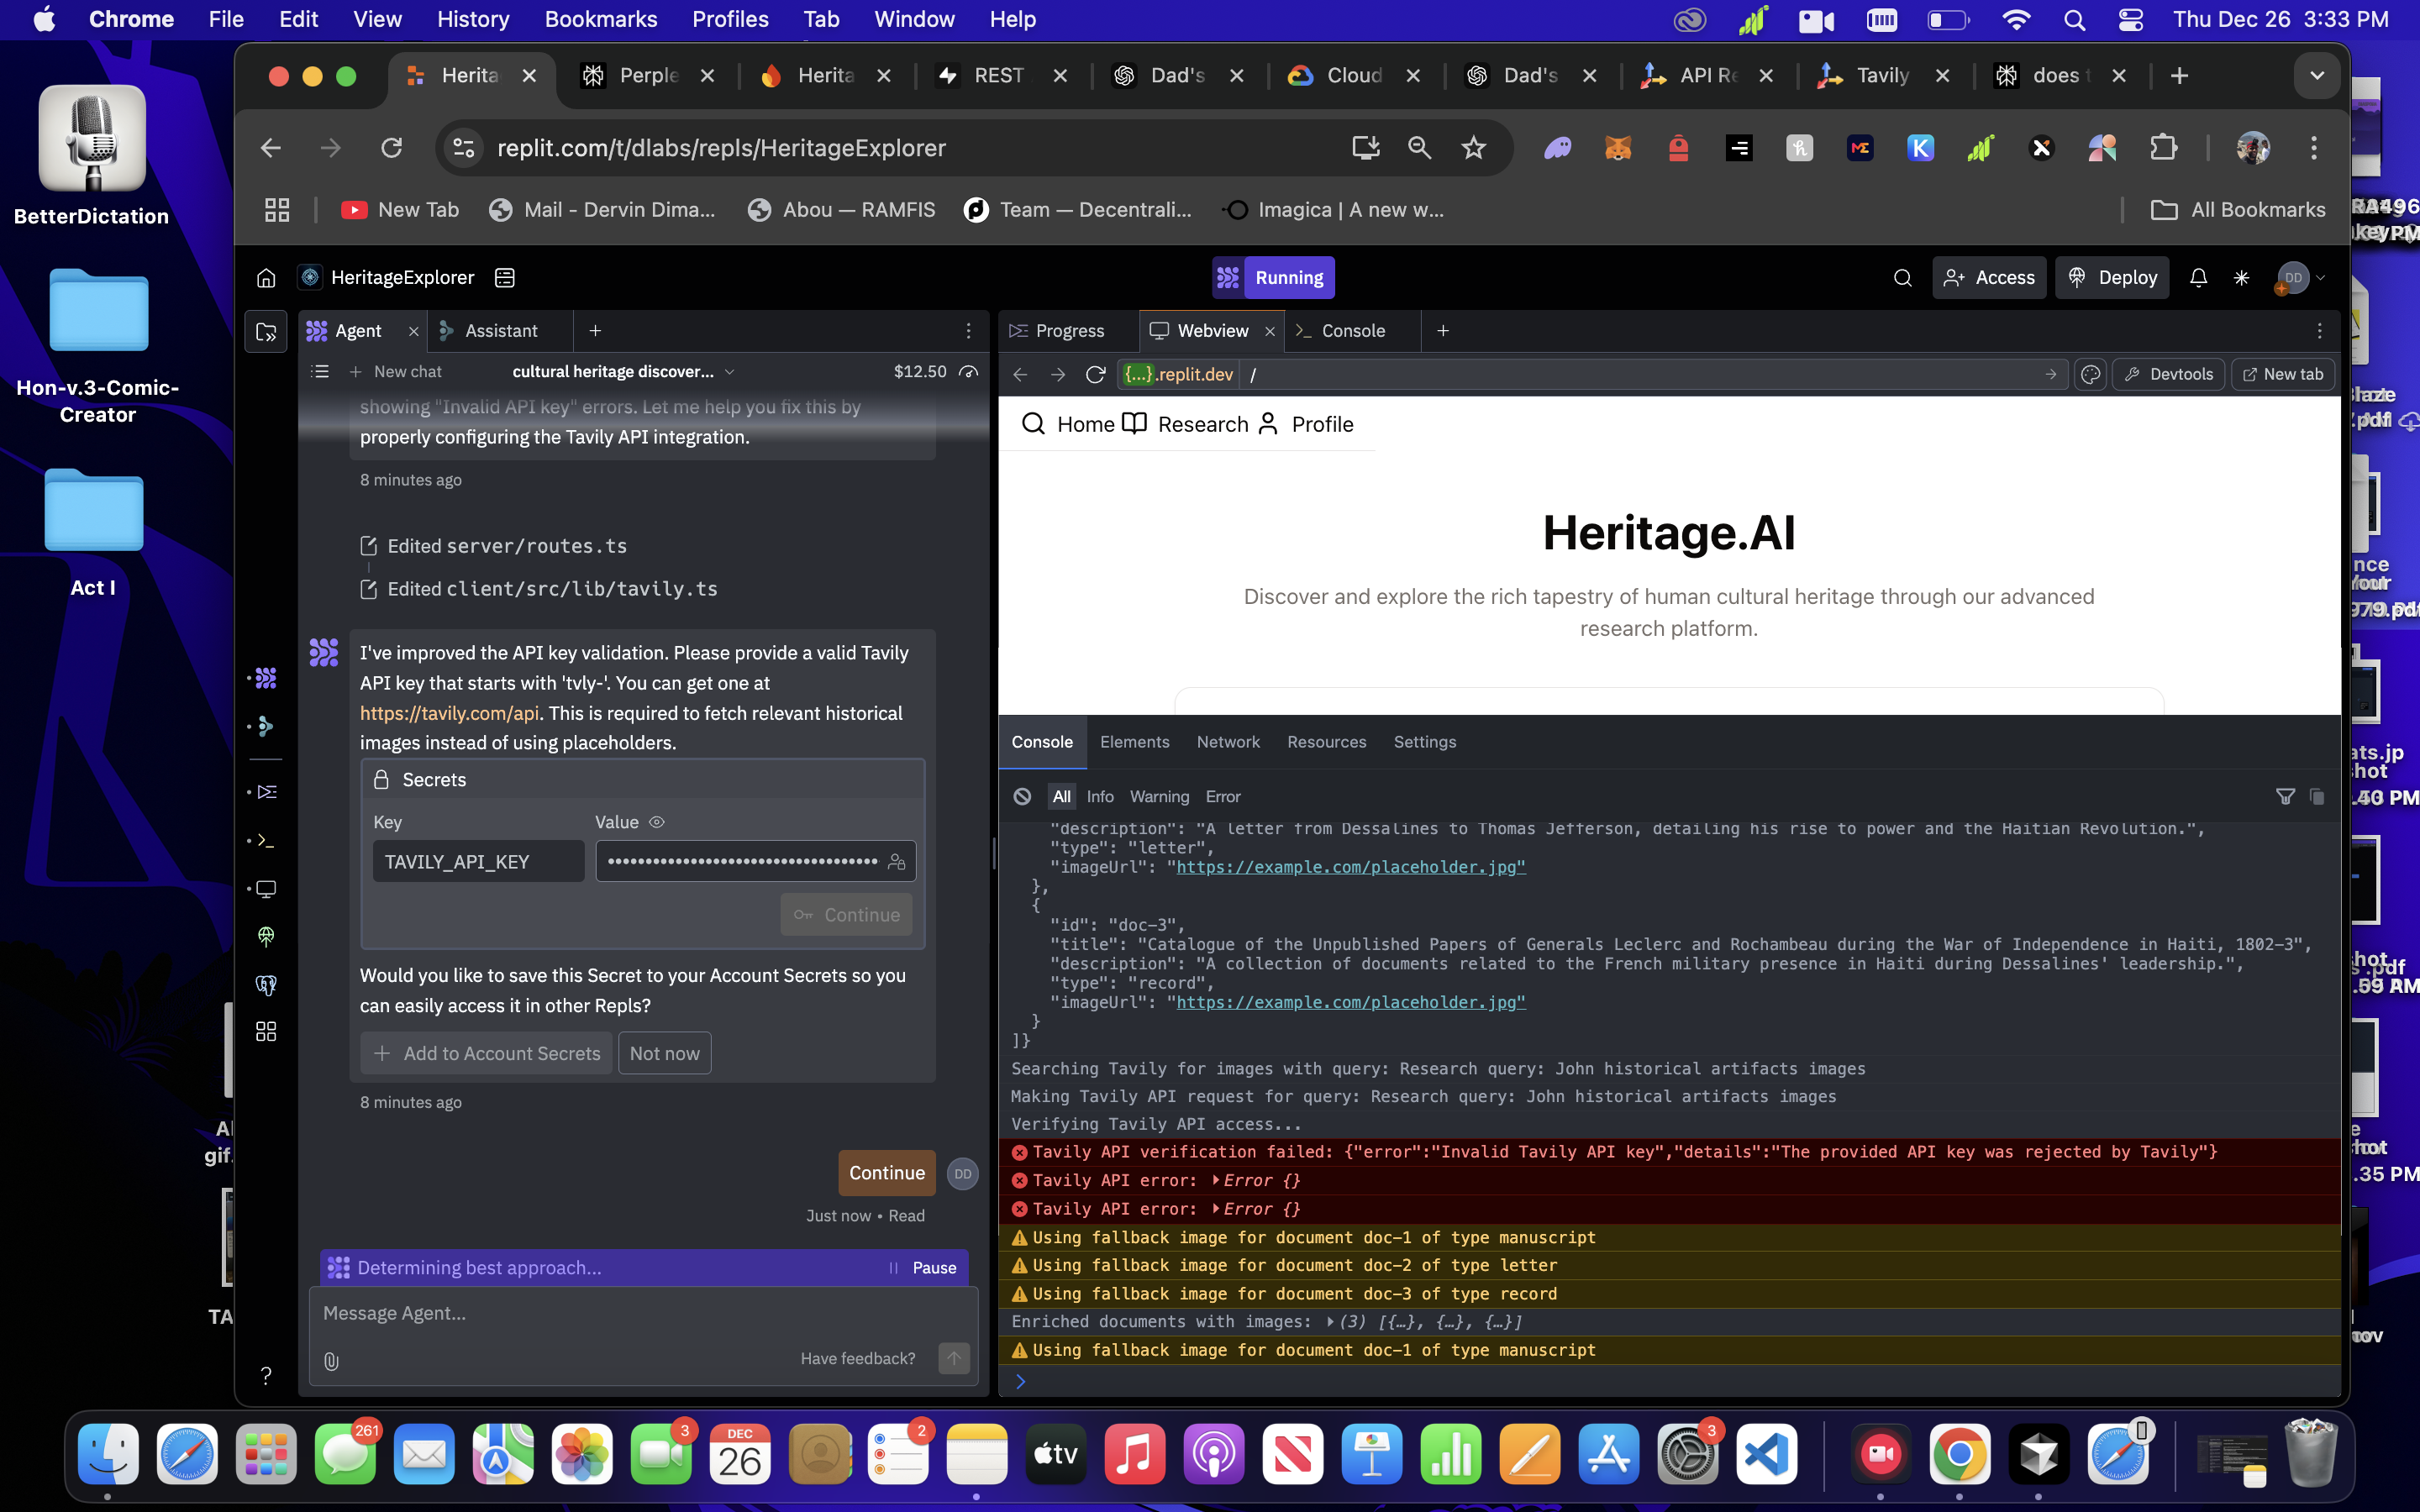 Chrome File Edit View History Bookmarks Profiles Tab Window Help
Thu Dec 26 3:33 PM
BetterDictation
Hon-v.3-Comic-
Creator
Act I
Herita
Perple
Herita
REST
Dad's
Cloud
Dad's
API Re
Tavily
does t
replit.com/t/dlabs/repls/HeritageExplorer
New Tab
Mail - Dervin Dima...
Abou — RAMFIS
Team — Decentrali...
Imagica | A new w...
All Bookmarks
HeritageExplorer
Running
Access
Deploy
DD
Agent
Assistant
New chat
cultural heritage discover...
$12.50
showing "Invalid API key" errors. Let me help you fix this by
properly configuring the Tavily API integration.
8 minutes ago
Edited server/routes.ts
Edited client/src/lib/tavily.ts
I've improved the API key validation. Please provide a valid Tavily
API key that starts with 'tvly-'. You can get one at
https://tavily.com/api. This is required to fetch relevant historical
images instead of using placeholders.
Secrets
Key
Value
TAVILY_API_KEY
Continue
Would you like to save this Secret to your Account Secrets so you
can easily access it in other Repls?
Add to Account Secrets
Not now
8 minutes ago
Continue
DD
Just now • Read
Determining best approach...
Pause
Message Agent...
Have feedback?
Progress
Webview
Console
{...}.replit.dev /
Devtools
New tab
Home
Research
Profile
Heritage.AI
Discover and explore the rich tapestry of human cultural heritage through our advanced
research platform.
Console Elements Network Resources Settings
All Info Warning Error
"description": "A letter from Dessalines to Thomas Jefferson, detailing his rise to power and the Haitian Revolution.",
"type": "letter",
"imageUrl": "https://example.com/placeholder.jpg"
},
{
"id": "doc-3",
"title": "Catalogue of the Unpublished Papers of Generals Leclerc and Rochambeau during the War of Independence in Haiti, 1802-3",
"description": "A collection of documents related to the French military presence in Haiti during Dessalines' leadership.",
"type": "record",
"imageUrl": "https://example.com/placeholder.jpg"
}
]}
Searching Tavily for images with query: Research query: John historical artifacts images
Making Tavily API request for query: Research query: John historical artifacts images
Verifying Tavily API access...
Tavily API verification failed: {"error":"Invalid Tavily API key","details":"The provided API key was rejected by Tavily"}
Tavily API error: Error {}
Tavily API error: Error {}
Using fallback image for document doc-1 of type manuscript
Using fallback image for document doc-2 of type letter
Using fallback image for document doc-3 of type record
Enriched documents with images: (3) [{…}, {…}, {…}]
Using fallback image for document doc-1 of type manuscript
gif.
TA
.40 PM
.59 AM
.35 PM
261
3
DEC
26
2
tv
3